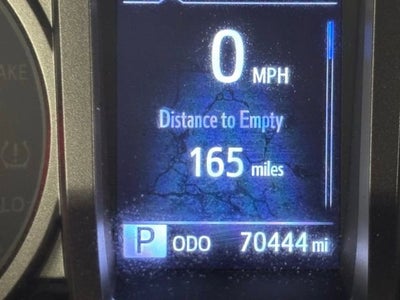 0 MPH
Distance to Empty
165 miles
P ODO 70444 mi